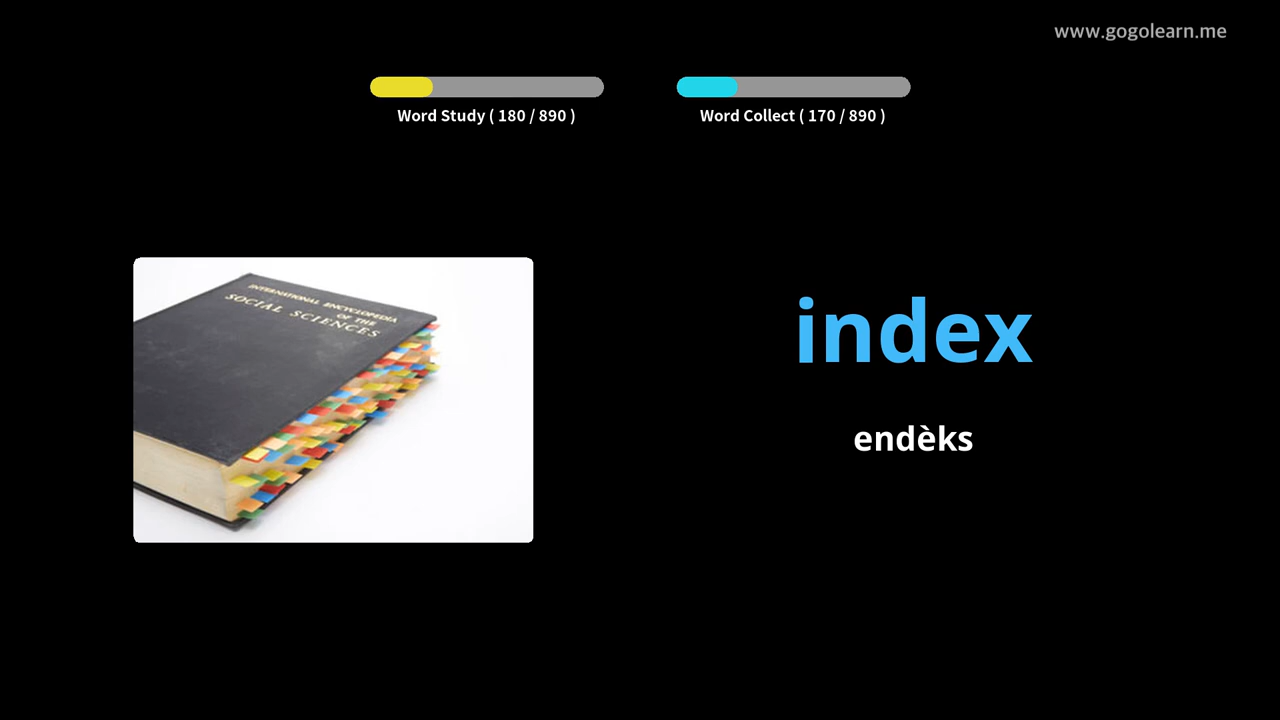 www.gogolearn.me
Word Study ( 180 / 890 )
Word Collect ( 170 / 890 )
INTERNATIONAL ENCYCLOPEDIA
OF THE
SOCIAL SCIENCES
index
endèks